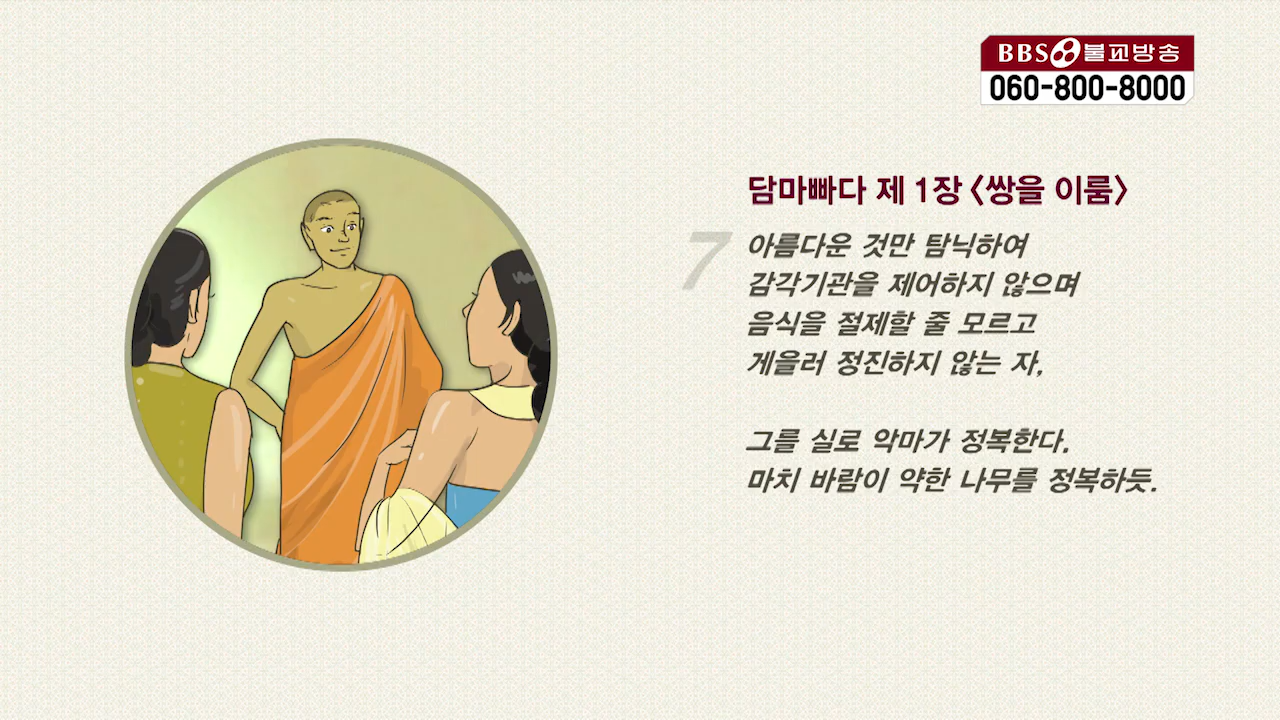 BBS 불교방송
060-800-8000
담마빠다 제 1장 〈쌍을 이룸〉
7
아름다운 것만 탐닉하여
감각기관을 제어하지 않으며
음식을 절제할 줄 모르고
게을러 정진하지 않는 자,
그를 실로 악마가 정복한다.
마치 바람이 약한 나무를 정복하듯.